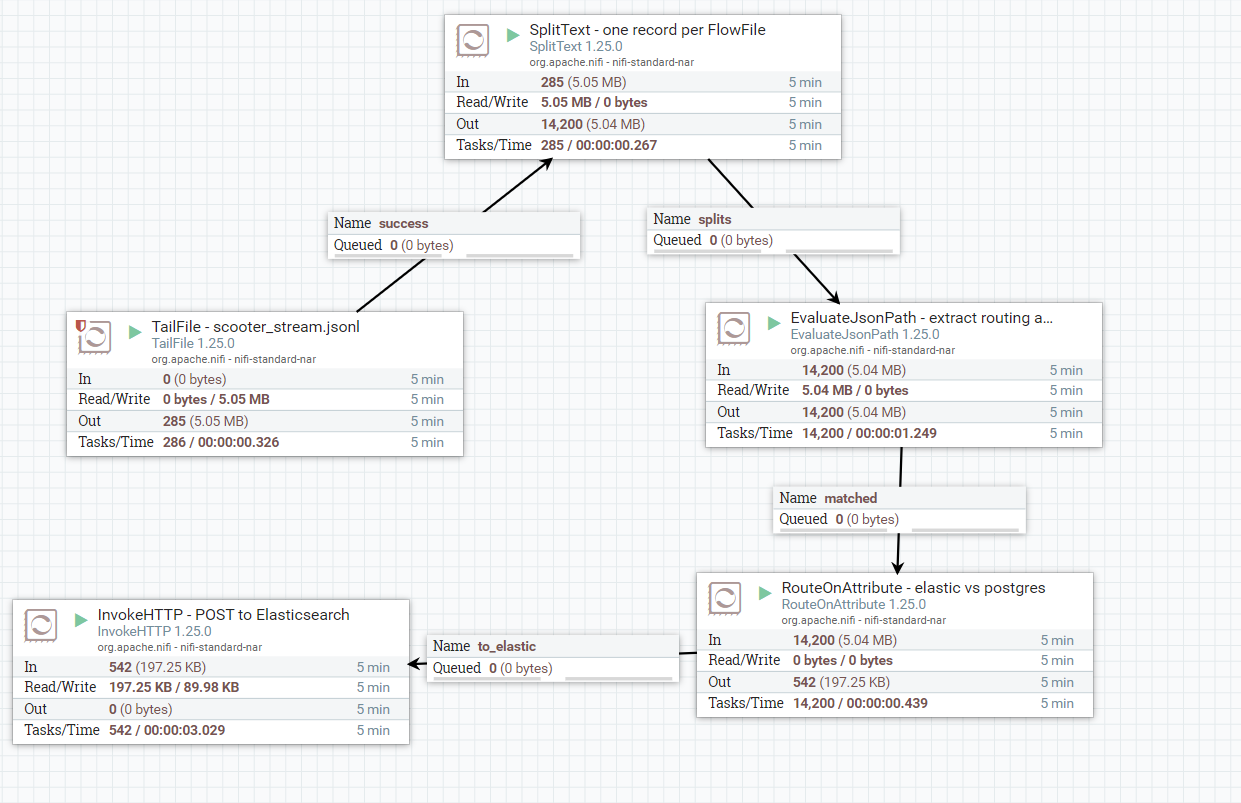 SplitText - one record per FlowFile
SplitText 1.25.0
org.apache.nifi - nifi-standard-nar
In 285 (5.05 MB) 5 min
Read/Write 5.05 MB / 0 bytes 5 min
Out 14,200 (5.04 MB) 5 min
Tasks/Time 285 / 00:00:00.267 5 min
Name success
Queued 0 (0 bytes)
Name splits
Queued 0 (0 bytes)
TailFile - scooter_stream.jsonl
TailFile 1.25.0
org.apache.nifi - nifi-standard-nar
In 0 (0 bytes) 5 min
Read/Write 0 bytes / 5.05 MB 5 min
Out 285 (5.05 MB) 5 min
Tasks/Time 286 / 00:00:00.326 5 min
EvaluateJsonPath - extract routing a...
EvaluateJsonPath 1.25.0
org.apache.nifi - nifi-standard-nar
In 14,200 (5.04 MB) 5 min
Read/Write 5.04 MB / 0 bytes 5 min
Out 14,200 (5.04 MB) 5 min
Tasks/Time 14,200 / 00:00:01.249 5 min
Name matched
Queued 0 (0 bytes)
RouteOnAttribute - elastic vs postgres
RouteOnAttribute 1.25.0
org.apache.nifi - nifi-standard-nar
In 14,200 (5.04 MB) 5 min
Read/Write 0 bytes / 0 bytes 5 min
Out 542 (197.25 KB) 5 min
Tasks/Time 14,200 / 00:00:00.439 5 min
Name to_elastic
Queued 0 (0 bytes)
InvokeHTTP - POST to Elasticsearch
InvokeHTTP 1.25.0
org.apache.nifi - nifi-standard-nar
In 542 (197.25 KB) 5 min
Read/Write 197.25 KB / 89.98 KB 5 min
Out 0 (0 bytes) 5 min
Tasks/Time 542 / 00:00:03.029 5 min